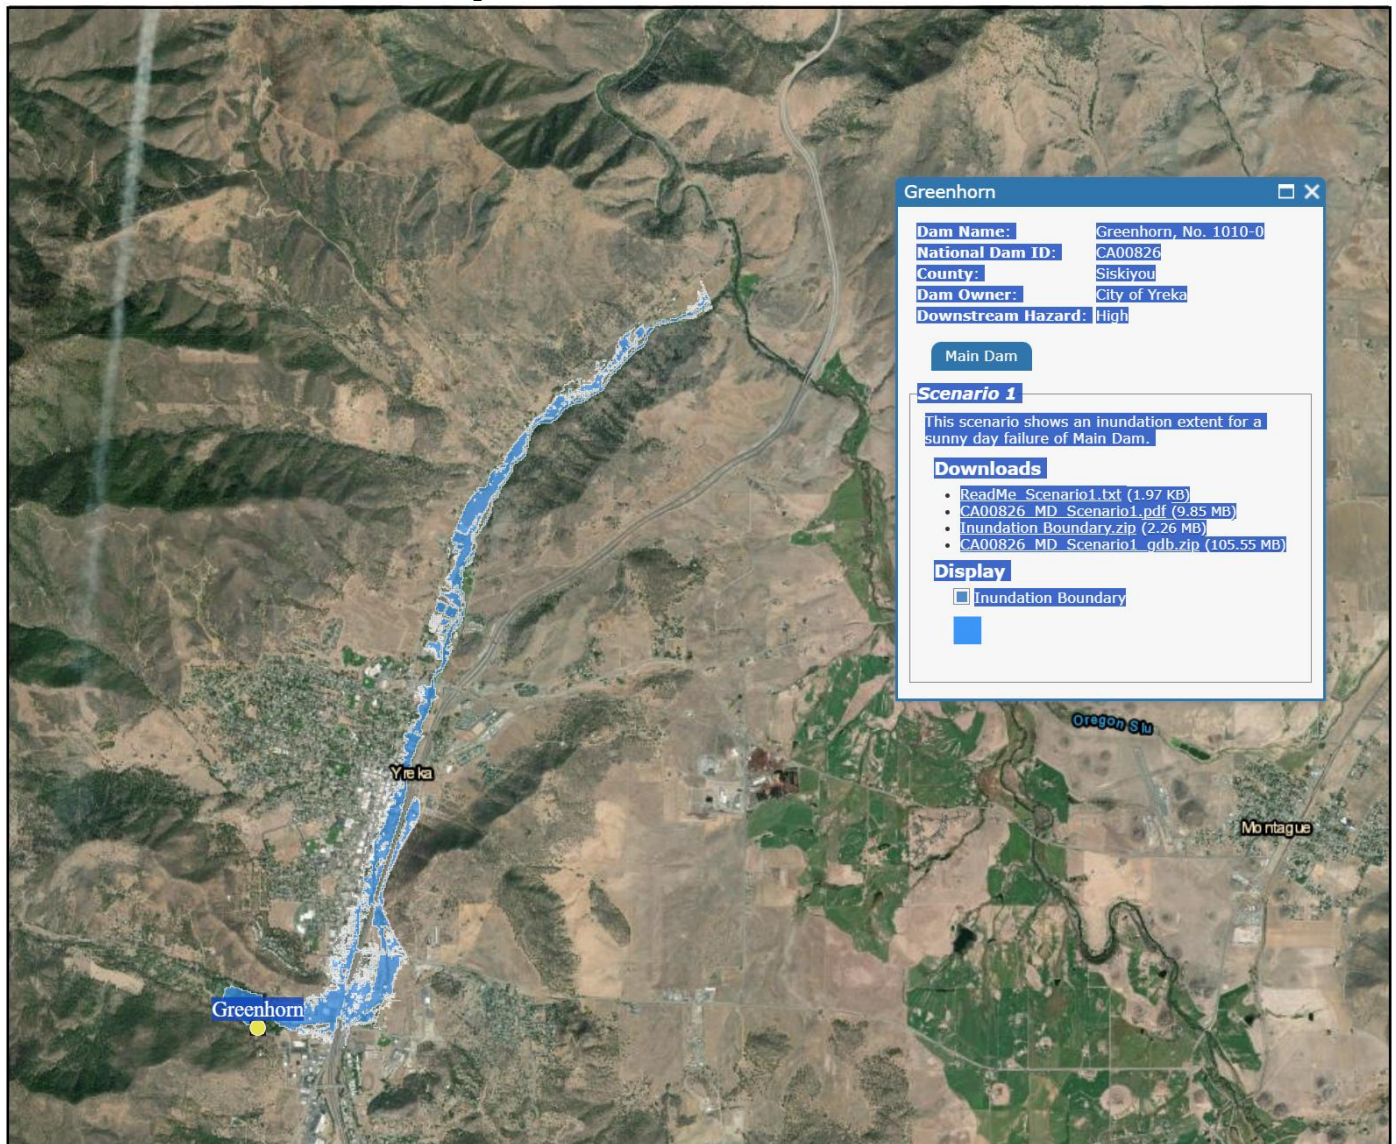 Greenhorn
Dam Name: Greenhorn, No. 1010-0
National Dam ID: CA00826
County: Siskiyou
Dam Owner: City of Yreka
Downstream Hazard: High
Main Dam
Scenario 1
This scenario shows an inundation extent for a
sunny day failure of Main Dam.
Downloads
ReadMe_Scenario1.txt (1.97 KB)
CA00826_MD_Scenario1.pdf (9.85 MB)
Inundation Boundary.zip (2.26 MB)
CA00826_MD_Scenario1_gdb.zip (105.55 MB)
Display
Inundation Boundary
Oregon Slu
Yreka
Montague
Greenhorn